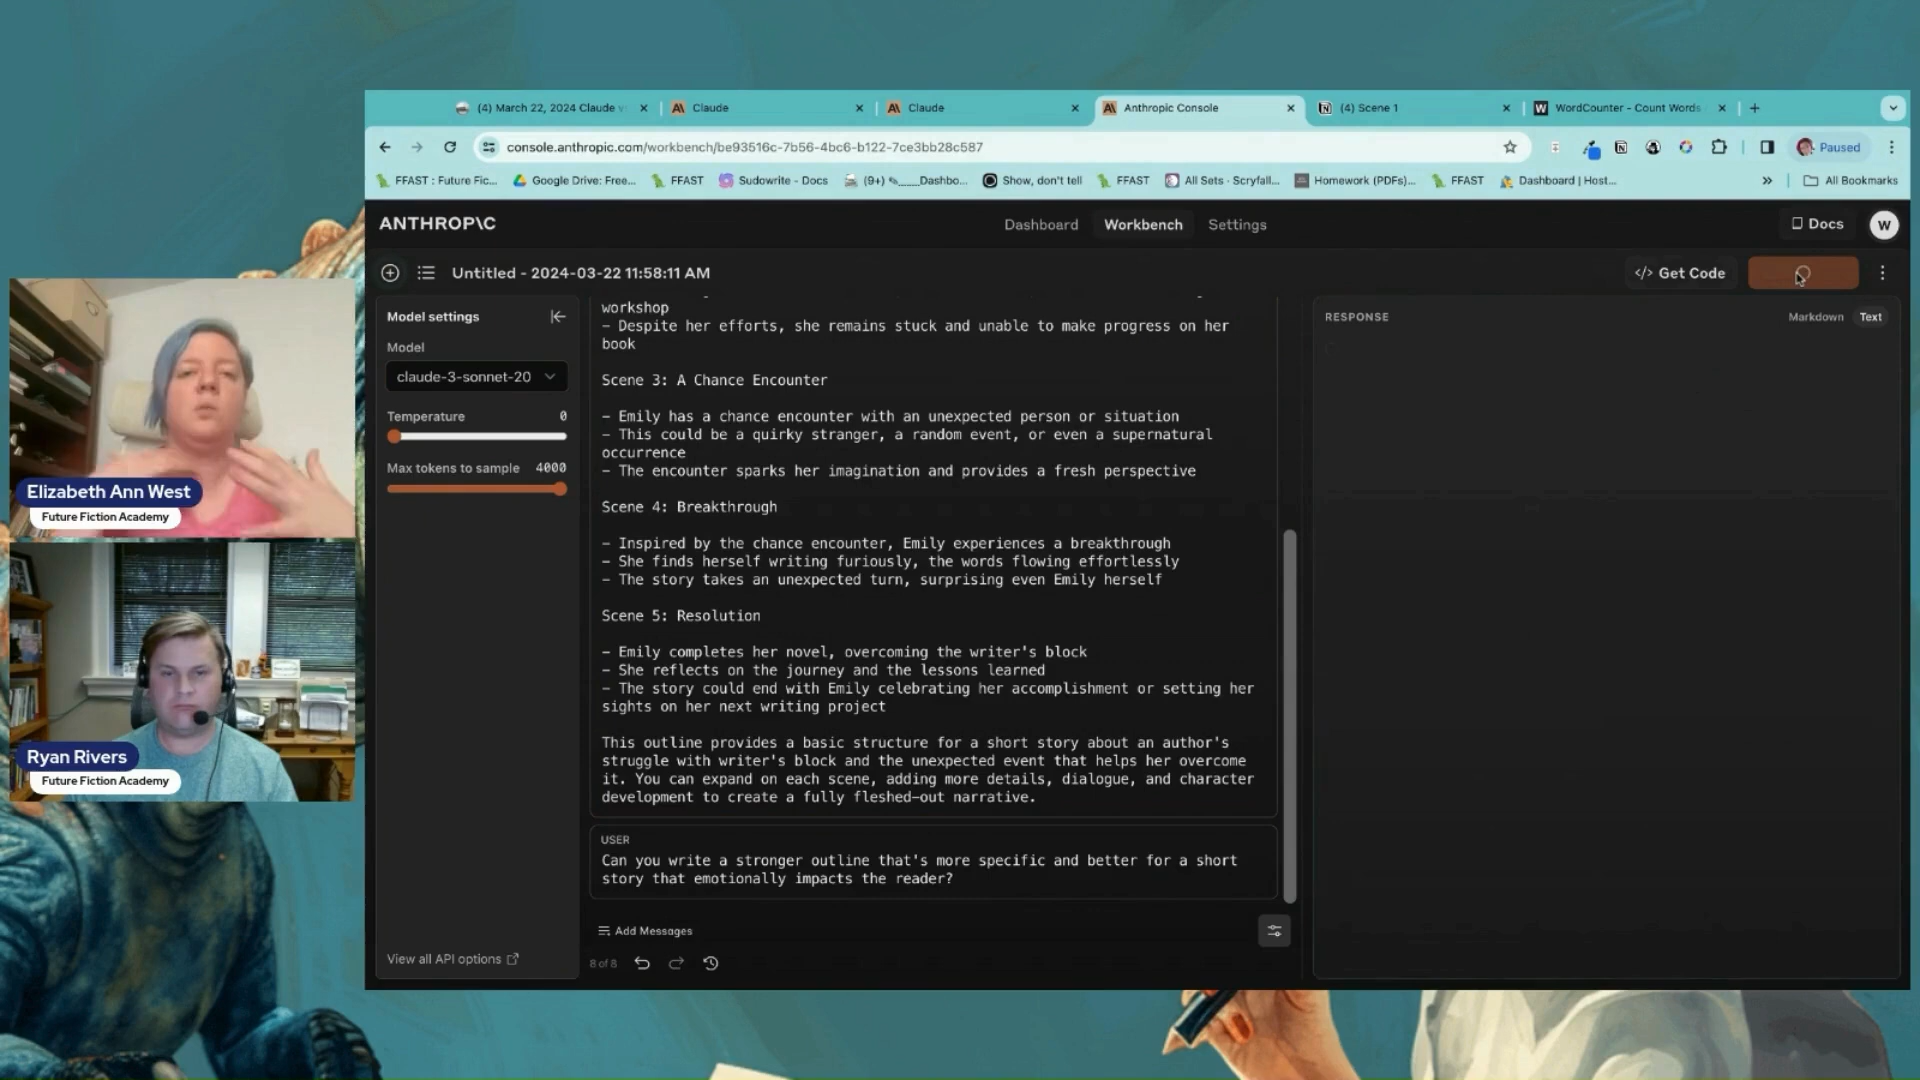 (4) March 22, 2024 Claude v
Claude
Claude
Anthropic Console
(4) Scene 1
WordCounter - Count Words
console.anthropic.com/workbench/be93516c-7b56-4bc6-b122-7ce3bb28c587
Paused
FFAST : Future Fic...
Google Drive: Free...
FFAST
Sudowrite - Docs
(9+) ✎____Dashbo...
Show, don't tell
FFAST
All Sets · Scryfall...
Homework (PDFs)...
FFAST
Dashboard | Host...
»
All Bookmarks
ANTHROP\C
Dashboard
Workbench
Settings
Docs
W
Untitled - 2024-03-22 11:58:11 AM
</> Get Code
Model settings
Model
claude-3-sonnet-20
Temperature 0
Max tokens to sample 4000
View all API options
workshop
- Despite her efforts, she remains stuck and unable to make progress on her
book
Scene 3: A Chance Encounter
- Emily has a chance encounter with an unexpected person or situation
- This could be a quirky stranger, a random event, or even a supernatural
occurrence
- The encounter sparks her imagination and provides a fresh perspective
Scene 4: Breakthrough
- Inspired by the chance encounter, Emily experiences a breakthrough
- She finds herself writing furiously, the words flowing effortlessly
- The story takes an unexpected turn, surprising even Emily herself
Scene 5: Resolution
- Emily completes her novel, overcoming the writer's block
- She reflects on the journey and the lessons learned
- The story could end with Emily celebrating her accomplishment or setting her
sights on her next writing project
This outline provides a basic structure for a short story about an author's
struggle with writer's block and the unexpected event that helps her overcome
it. You can expand on each scene, adding more details, dialogue, and character
development to create a fully fleshed-out narrative.
USER
Can you write a stronger outline that's more specific and better for a short
story that emotionally impacts the reader?
Add Messages
8 of 8
RESPONSE
Markdown
Text
Elizabeth Ann West
Future Fiction Academy
Ryan Rivers
Future Fiction Academy